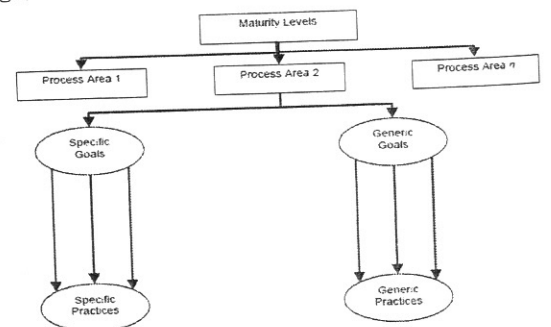 Maturity Levels
Process Area 1
Process Area 2
Process Area n
Specific
Goals
Generic
Goals
Specific
Practices
Generic
Practices